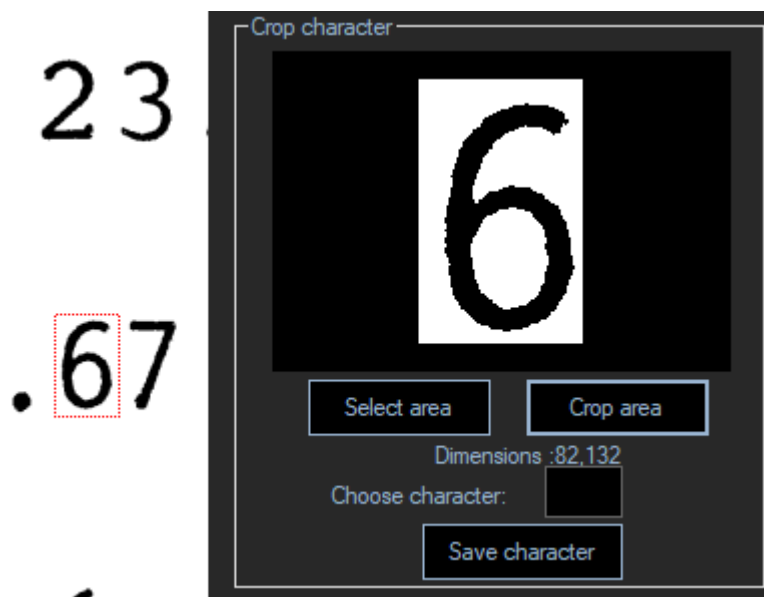 23.
.67
Crop character
6
Select area
Crop area
Dimensions :82,132
Choose character:
Save character